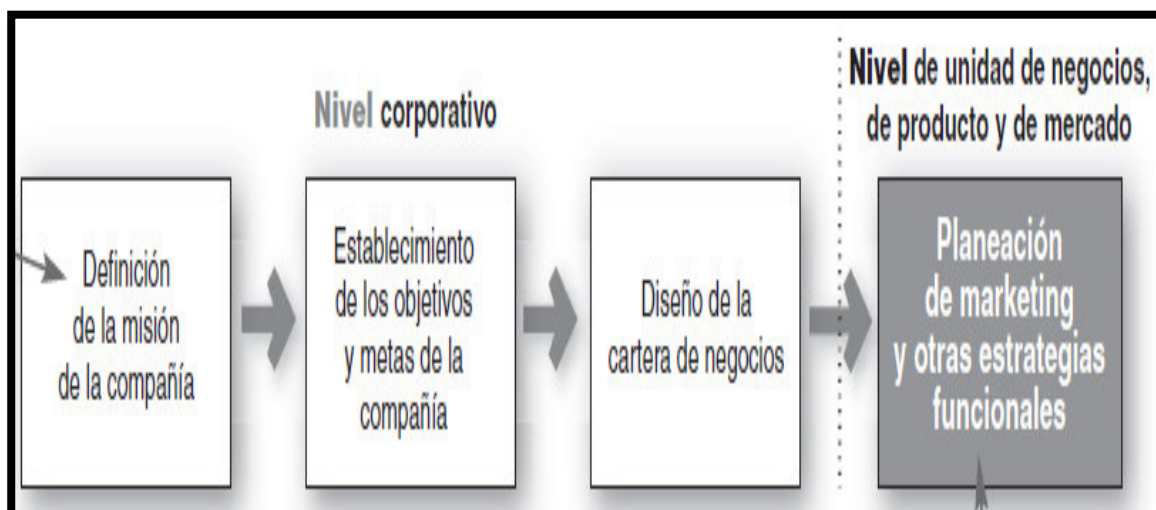 Nivel corporativo
Nivel de unidad de negocios,
de producto y de mercado
Definición
de la misión
de la compañía
Establecimiento
de los objetivos
y metas de la
compañía
Diseño de la
cartera de negocios
Planeación
de marketing
y otras estrategias
funcionales